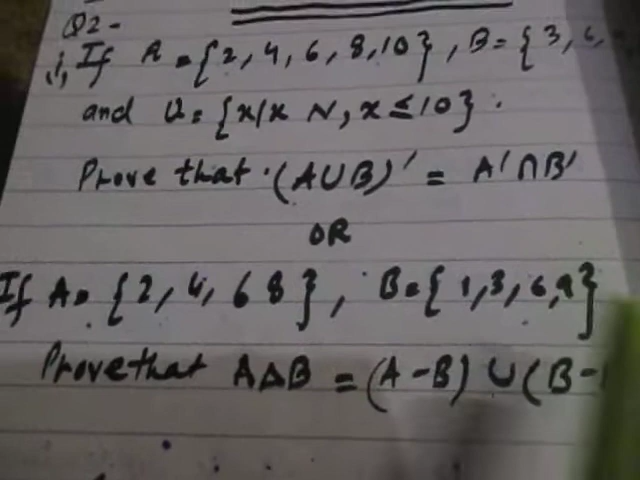 Q2-
i, If A = {2, 4, 6, 8, 10}, B = {3, 6,
and U = {x/x N, x ≤ 10}.
Prove that (A∪B)' = A'∩B'
OR
If A = {2, 4, 6 8}, B = {1, 3, 6, 9}
Prove that A∆B = (A-B) ∪ (B-